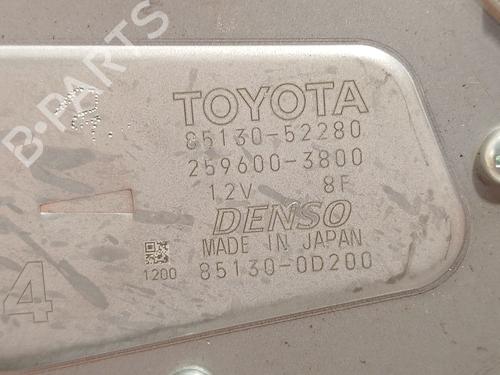 B-PARTS
TOYOTA
85130-52280
259600-3800
12V 8F
DENSO
MADE IN JAPAN
1200 85130-0D200
4